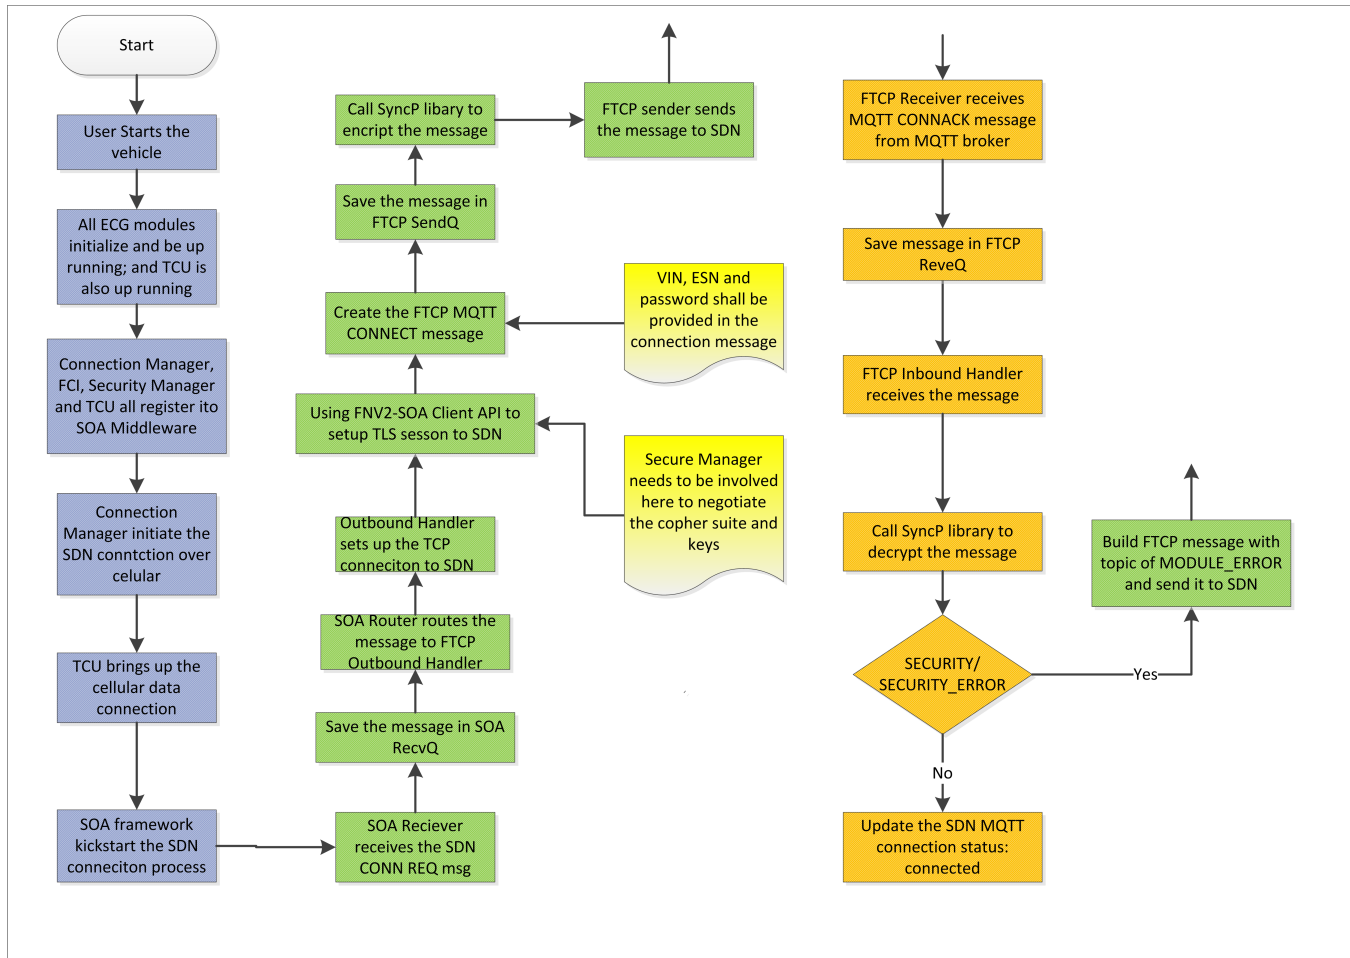 Start
User Starts the
vehicle
All ECG modules
initialize and be up
running; and TCU is
also up running
Connection Manager,
FCI, Security Manager
and TCU all register ito
SOA Middleware
Connection
Manager initiate the
SDN conntction over
celular
TCU brings up the
cellular data
connection
SOA framework
kickstart the SDN
conneciton process
SOA Reciever
receives the SDN
CONN REQ msg
Save the message in SOA
RecvQ
SOA Router routes the
message to FTCP
Outbound Handler
Outbound Handler
sets up the TCP
conneciton to SDN
Using FNV2-SOA Client API to
setup TLS sesson to SDN
Secure Manager
needs to be involved
here to negotiate
the copher suite and
keys
Create the FTCP MQTT
CONNECT message
VIN, ESN and
password shall be
provided in the
connection message
Save the message in
FTCP SendQ
Call SyncP libary to
encript the message
FTCP sender sends
the message to SDN
FTCP Receiver receives
MQTT CONNACK message
from MQTT broker
Save message in FTCP
ReveQ
FTCP Inbound Handler
receives the message
Call SyncP library to
decrypt the message
SECURITY/
SECURITY_ERROR
Yes
Build FTCP message with
topic of MODULE_ERROR
and send it to SDN
No
Update the SDN MQTT
connection status:
connected